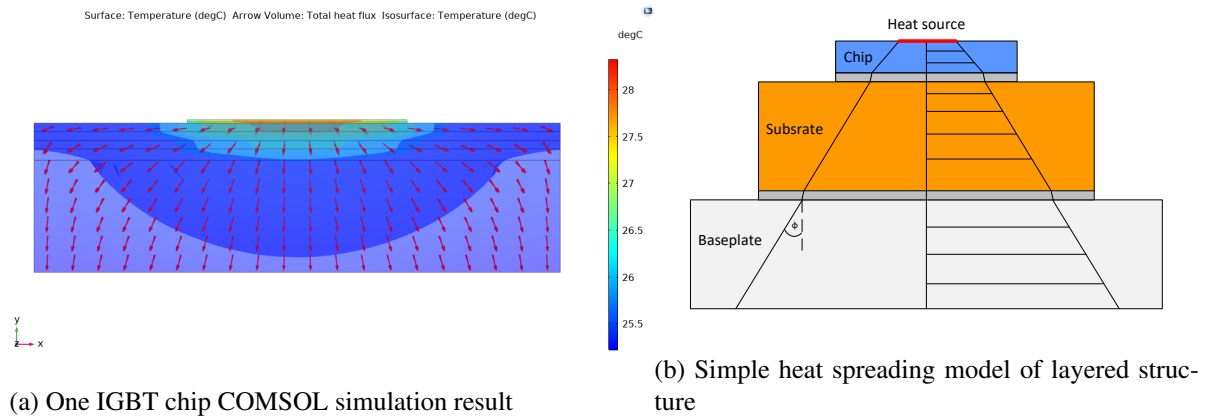 Surface: Temperature (degC) Arrow Volume: Total heat flux Isosurface: Temperature (degC)
degC
28
27.5
27
26.5
26
25.5
y
z
x
(a) One IGBT chip COMSOL simulation result
Heat source
Chip
Subsrate
Baseplate
ϕ
(b) Simple heat spreading model of layered struc-
ture